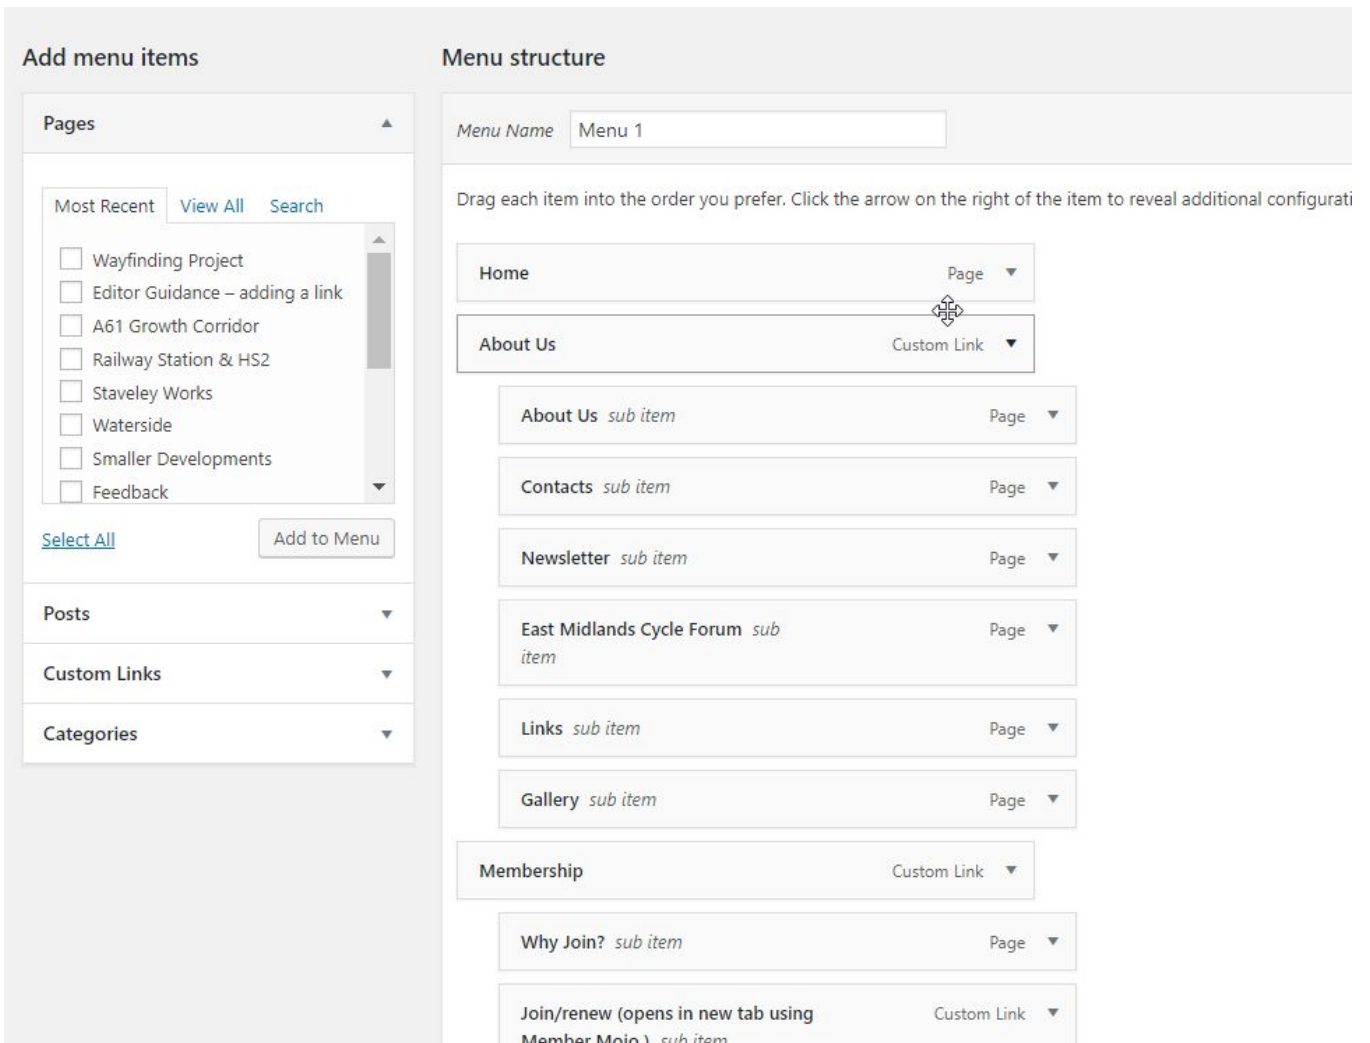 Add menu items
Pages
Most Recent View All Search
Wayfinding Project
Editor Guidance – adding a link
A61 Growth Corridor
Railway Station & HS2
Staveley Works
Waterside
Smaller Developments
Feedback
Select All Add to Menu
Posts
Custom Links
Categories
Menu structure
Menu Name Menu 1
Drag each item into the order you prefer. Click the arrow on the right of the item to reveal additional configurati
Home Page
About Us Custom Link
About Us sub item Page
Contacts sub item Page
Newsletter sub item Page
East Midlands Cycle Forum sub Page
item
Links sub item Page
Gallery sub item Page
Membership Custom Link
Why Join? sub item Page
Join/renew (opens in new tab using Custom Link
Member Mojo ) sub item